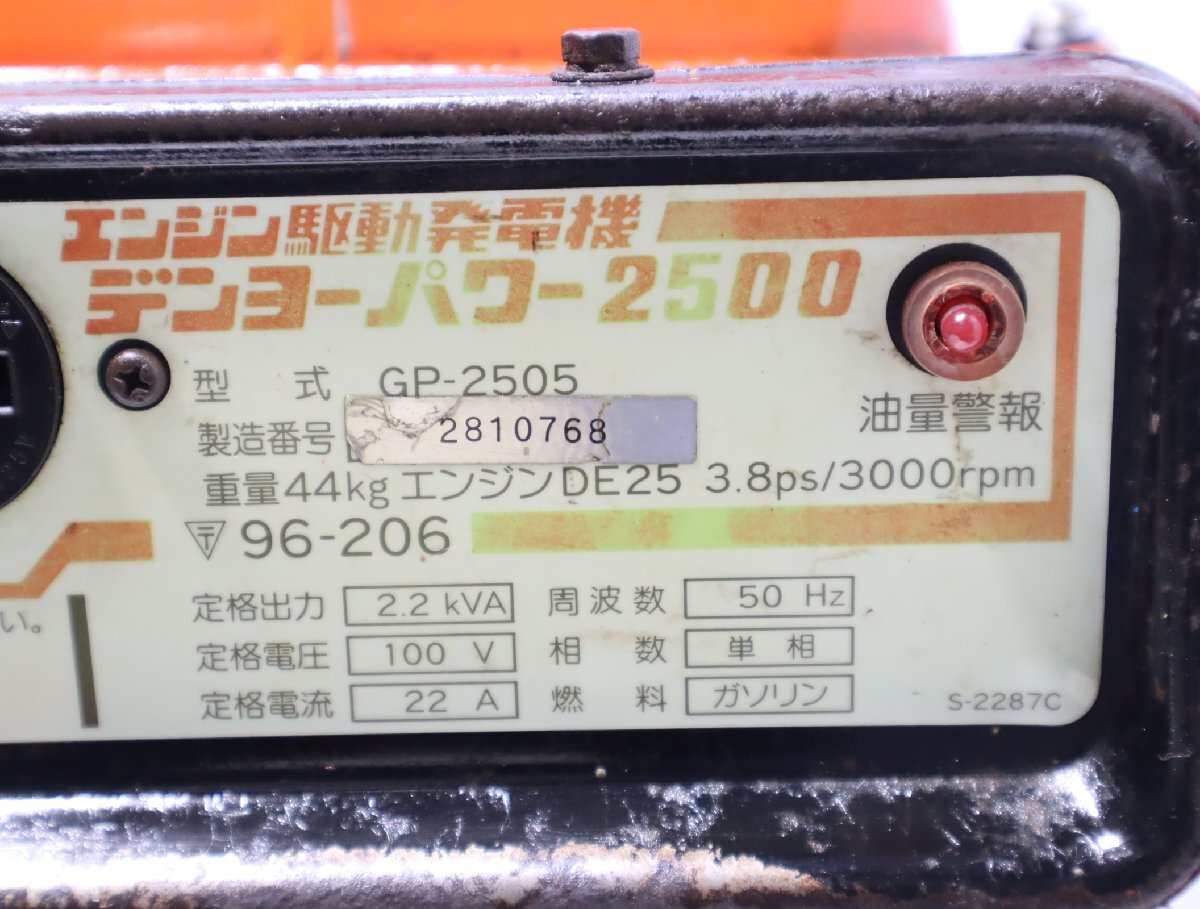 エンジン駆動発電機
デンヨーパワー2500
型 式 GP-2505
製造番号 2810768
油量警報
重量44kg エンジンDE25 3.8ps/3000rpm
〒 96-206
い。
定格出力 2.2 kVA 周波数 50 Hz
定格電圧 100 V 相 数 単 相
定格電流 22 A 燃 料 ガソリン
S-2287C